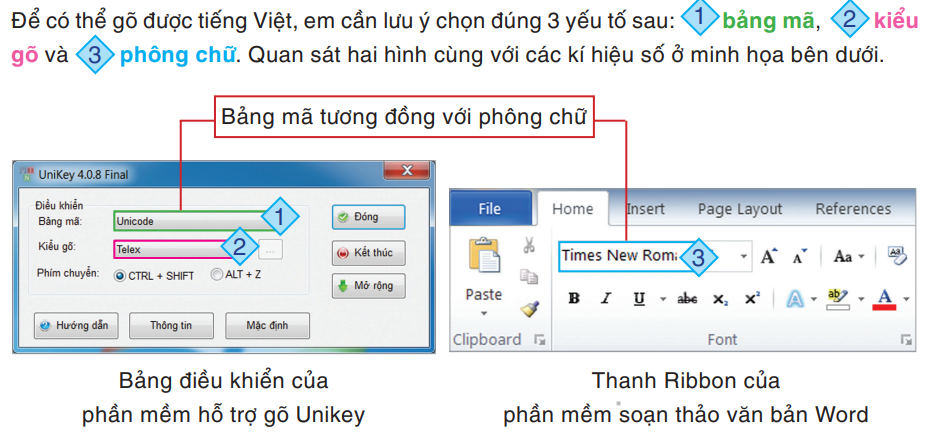 Để có thể gõ được tiếng Việt, em cần lưu ý chọn đúng 3 yếu tố sau: 1 bảng mã, 2 kiểu
gõ và 3 phông chữ. Quan sát hai hình cùng với các kí hiệu số ở minh họa bên dưới.
Bảng mã tương đồng với phông chữ
UniKey 4.0.8 Final
Điều khiển
Bảng mã: Unicode 1
Kiểu gõ: Telex 2 ...
Phím chuyển: CTRL + SHIFT ALT + Z
Đóng
Kết thúc
Mở rộng
Hướng dẫn Thông tin Mặc định
File Home Insert Page Layout References
Times New Roma 3 A A Aa
Paste
B I U abc x₂ x² A ab A
Clipboard Font
Bảng điều khiển của
phần mềm hỗ trợ gõ Unikey
Thanh Ribbon của
phần mềm soạn thảo văn bản Word